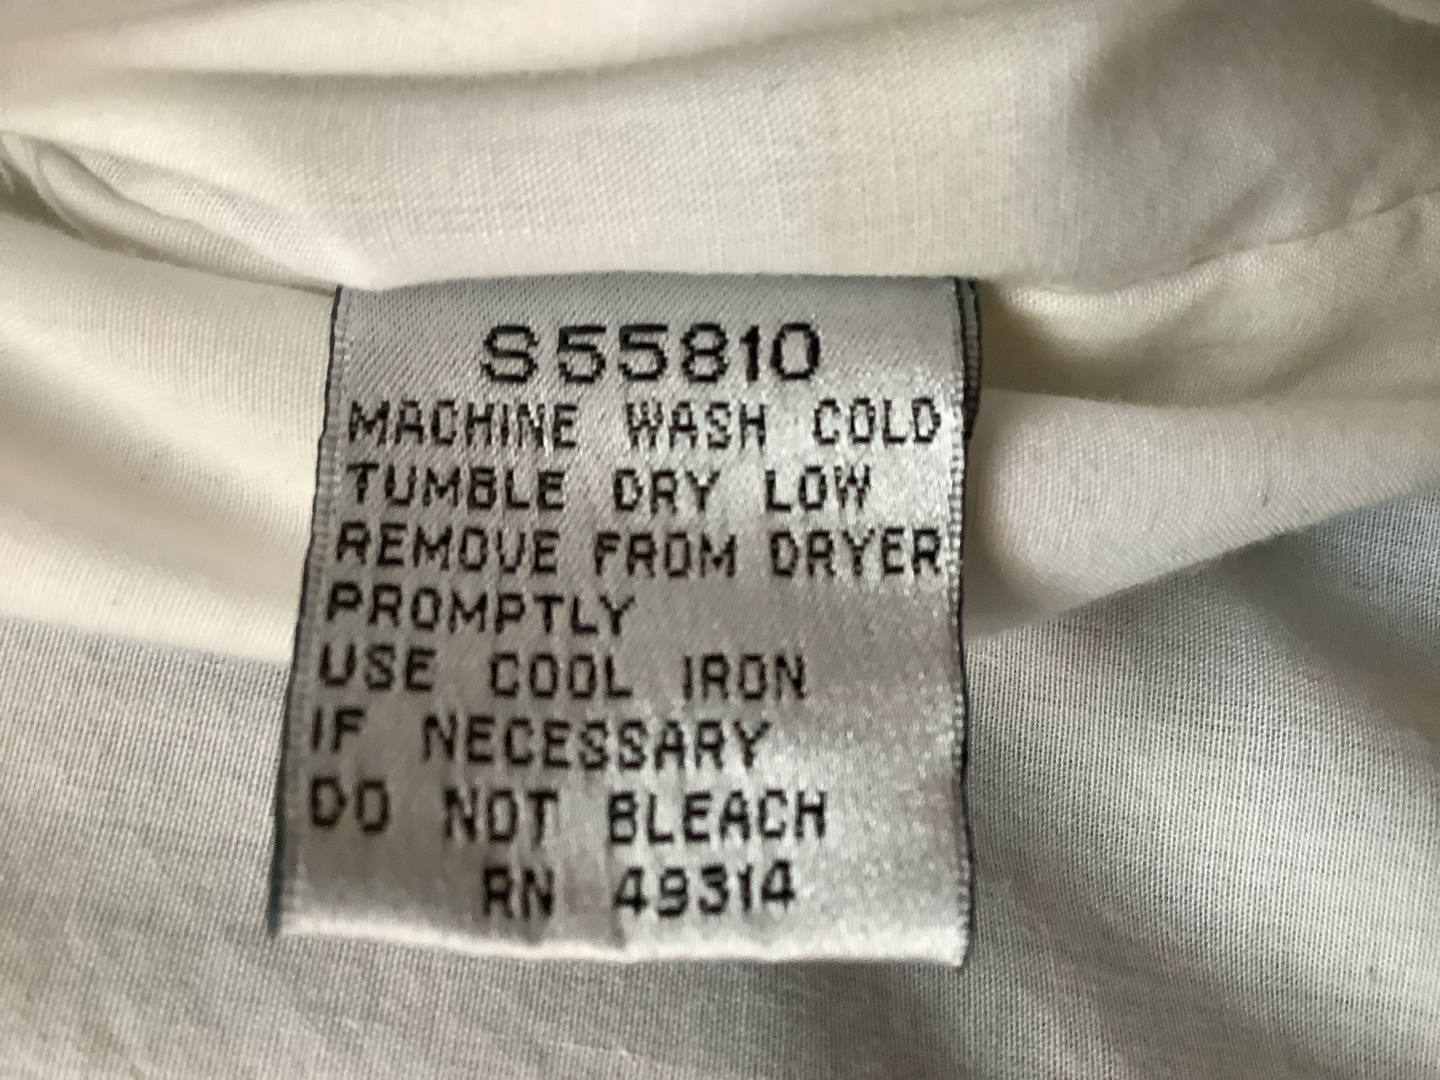 S55810
MACHINE WASH COLD
TUMBLE DRY LOW
REMOVE FROM DRYER
PROMPTLY
USE COOL IRON
IF NECESSARY
DO NOT BLEACH
RN 49314